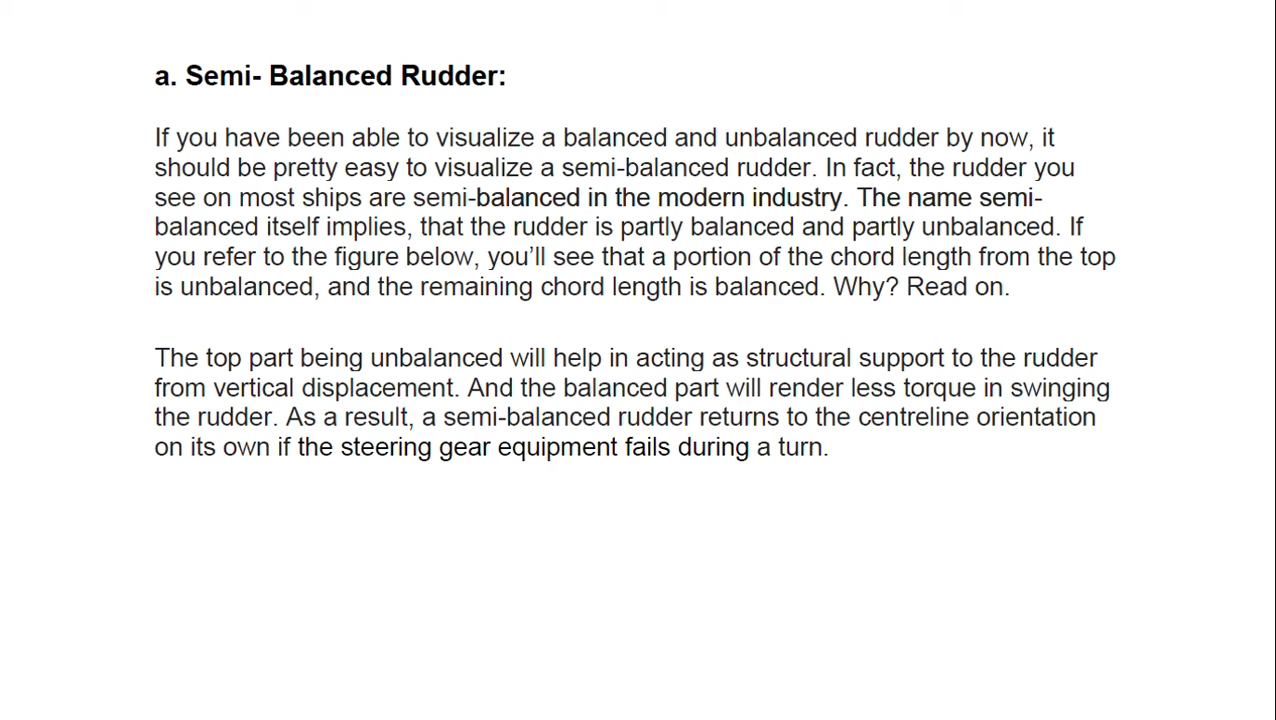 a. Semi- Balanced Rudder:
If you have been able to visualize a balanced and unbalanced rudder by now, it
should be pretty easy to visualize a semi-balanced rudder. In fact, the rudder you
see on most ships are semi-balanced in the modern industry. The name semi-
balanced itself implies, that the rudder is partly balanced and partly unbalanced. If
you refer to the figure below, you’ll see that a portion of the chord length from the top
is unbalanced, and the remaining chord length is balanced. Why? Read on.
The top part being unbalanced will help in acting as structural support to the rudder
from vertical displacement. And the balanced part will render less torque in swinging
the rudder. As a result, a semi-balanced rudder returns to the centreline orientation
on its own if the steering gear equipment fails during a turn.